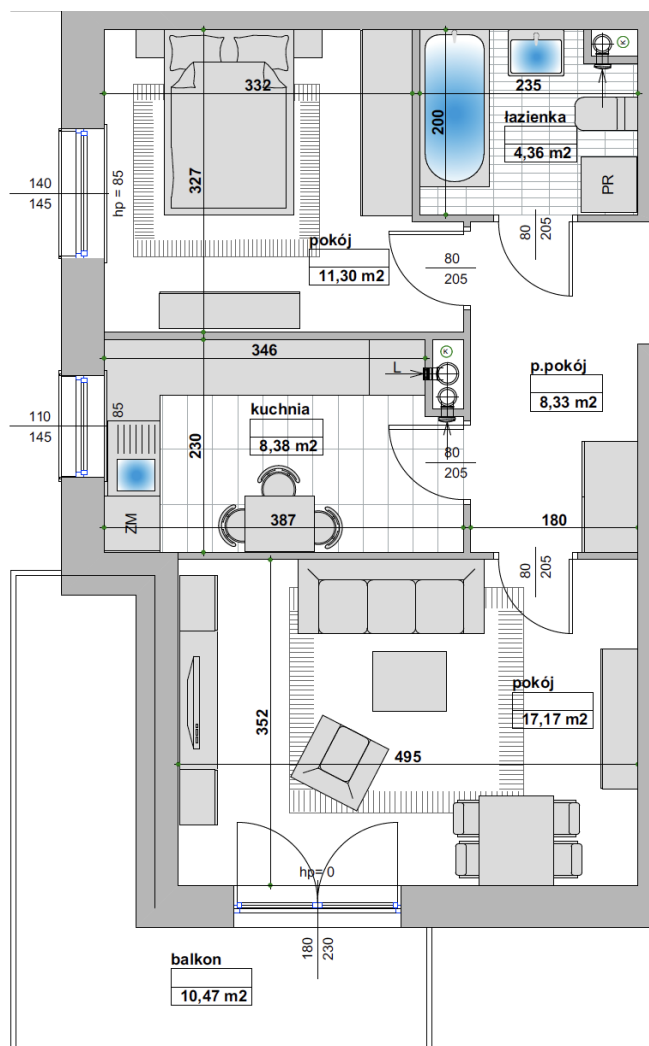 332
235
200
łazienka
4,36 m2
PR
K
140
145
hp = 85
327
pokój
11,30 m2
80
205
80
205
346
L
K
p.pokój
8,33 m2
110
145
85
kuchnia
8,38 m2
230
80
205
ZM
387
180
80
205
pokój
17,17 m2
352
495
hp= 0
180
230
balkon
10,47 m2